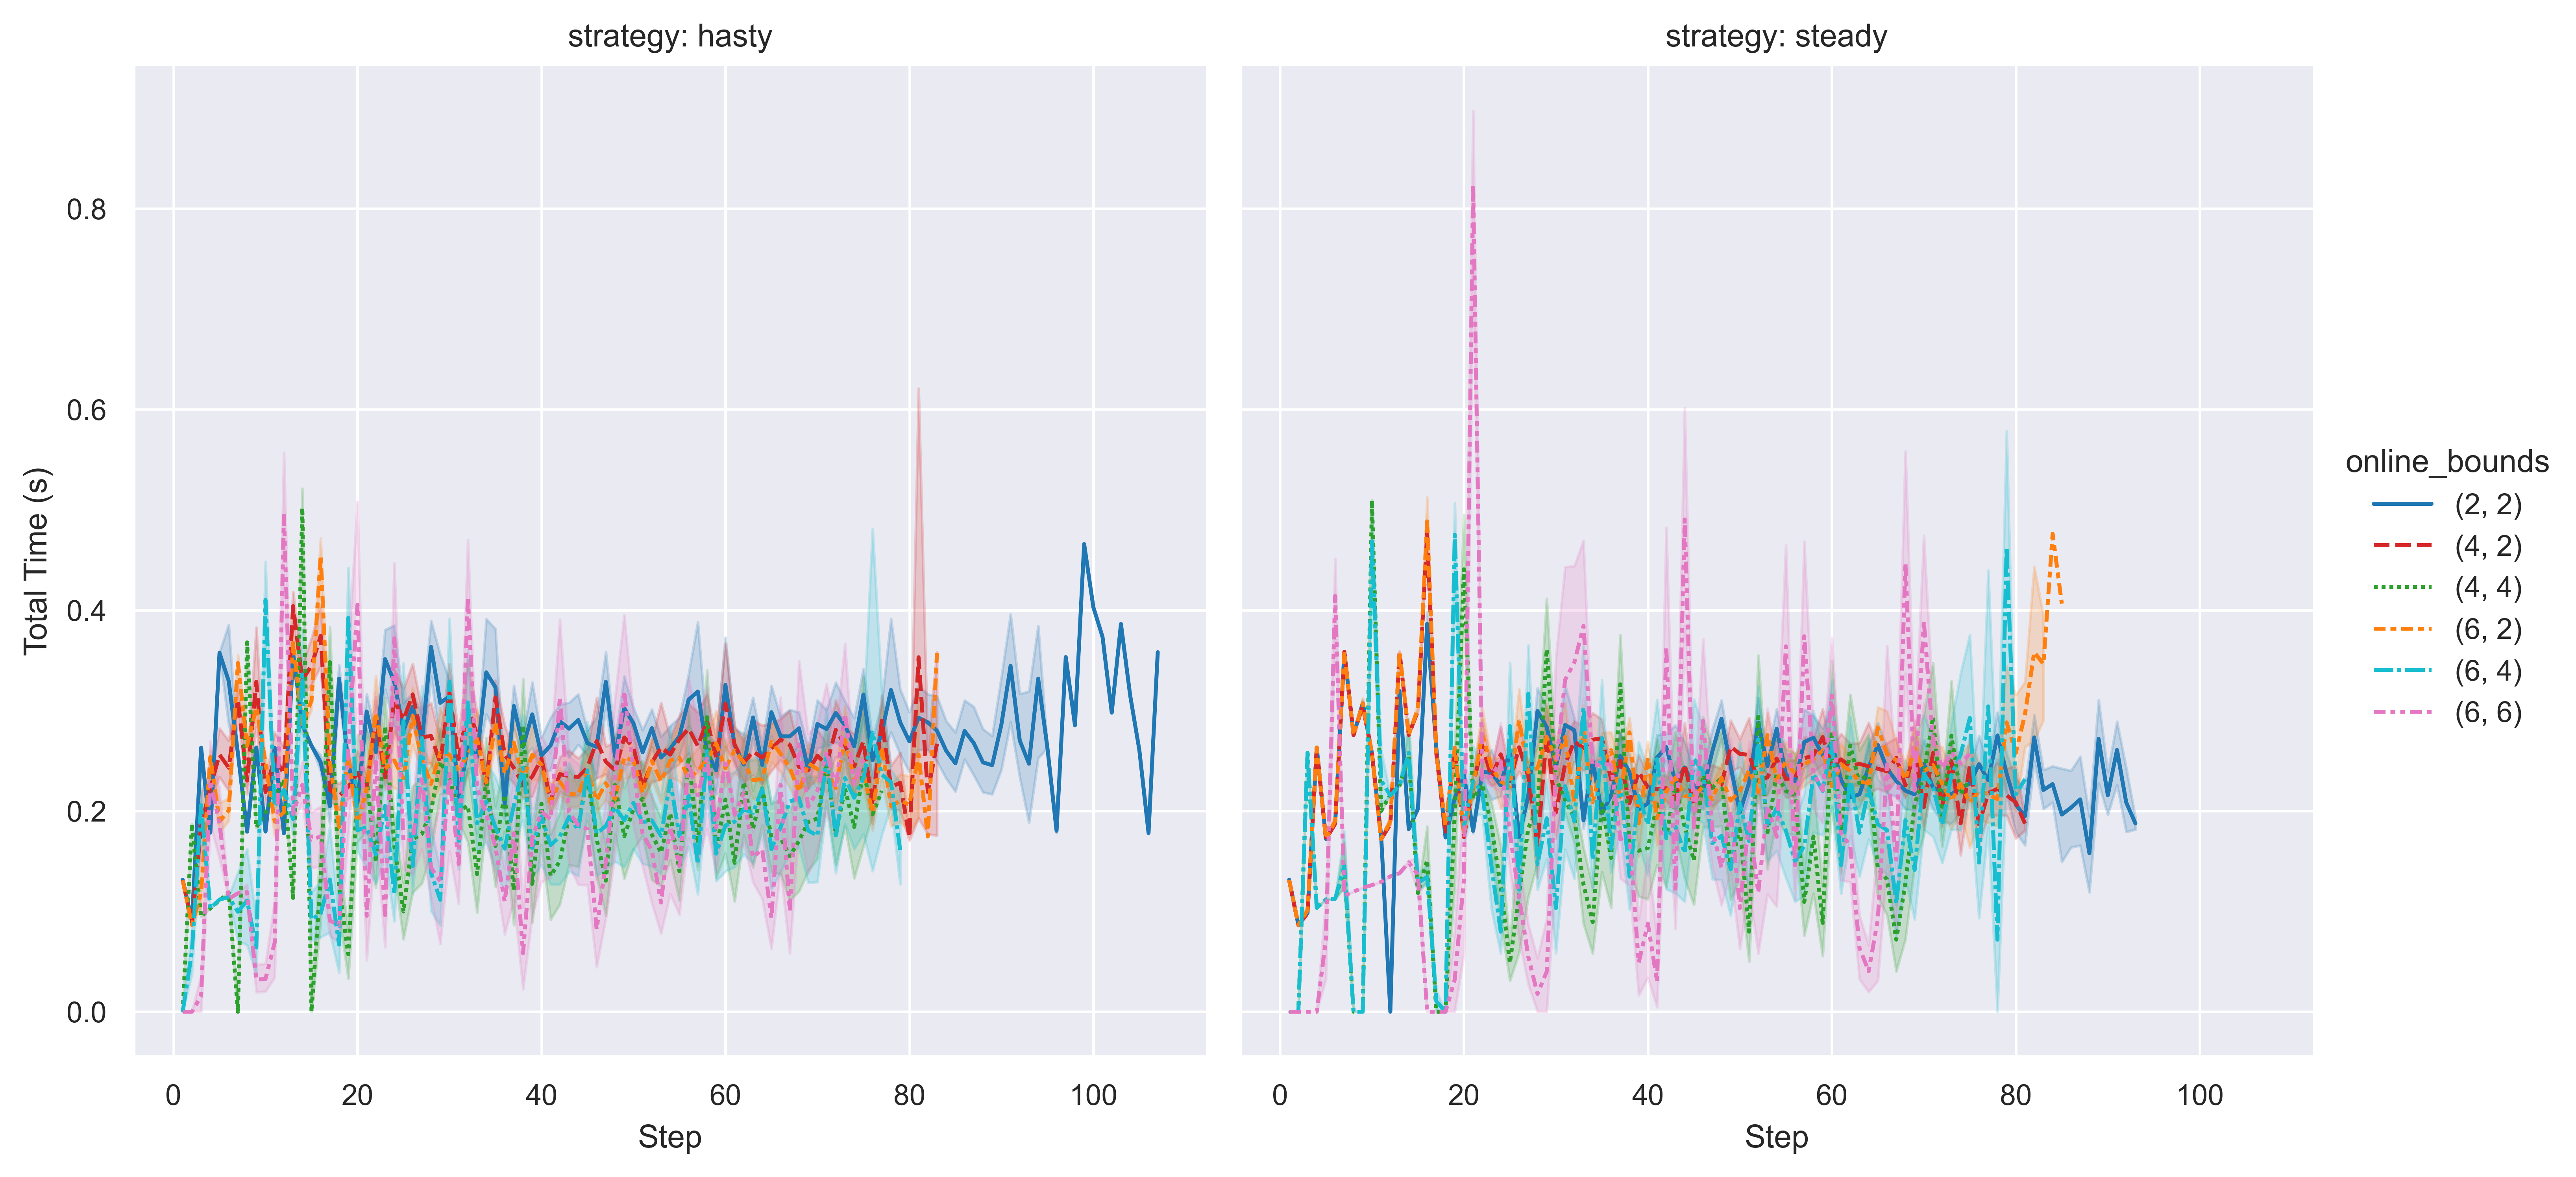 strategy: hasty
strategy: steady
Total Time (s)
0.8
0.6
0.4
0.2
0.0
0 20 40 60 80 100
0 20 40 60 80 100
Step
Step
online_bounds
(2, 2)
(4, 2)
(4, 4)
(6, 2)
(6, 4)
(6, 6)